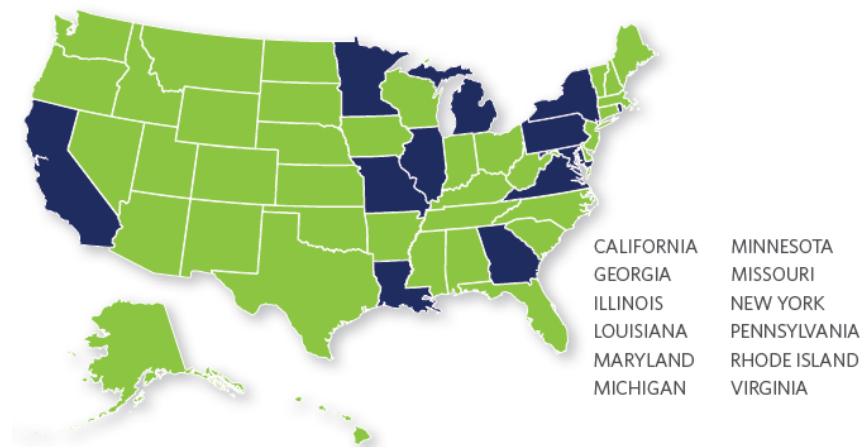 CALIFORNIA
GEORGIA
ILLINOIS
LOUISIANA
MARYLAND
MICHIGAN
MINNESOTA
MISSOURI
NEW YORK
PENNSYLVANIA
RHODE ISLAND
VIRGINIA